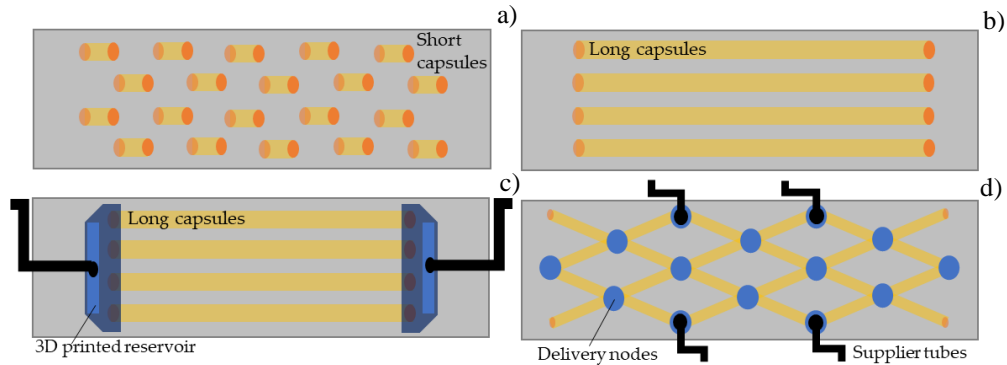 a)
Short
capsules
b)
Long capsules
c)
Long capsules
3D printed reservoir
d)
Delivery nodes
Supplier tubes